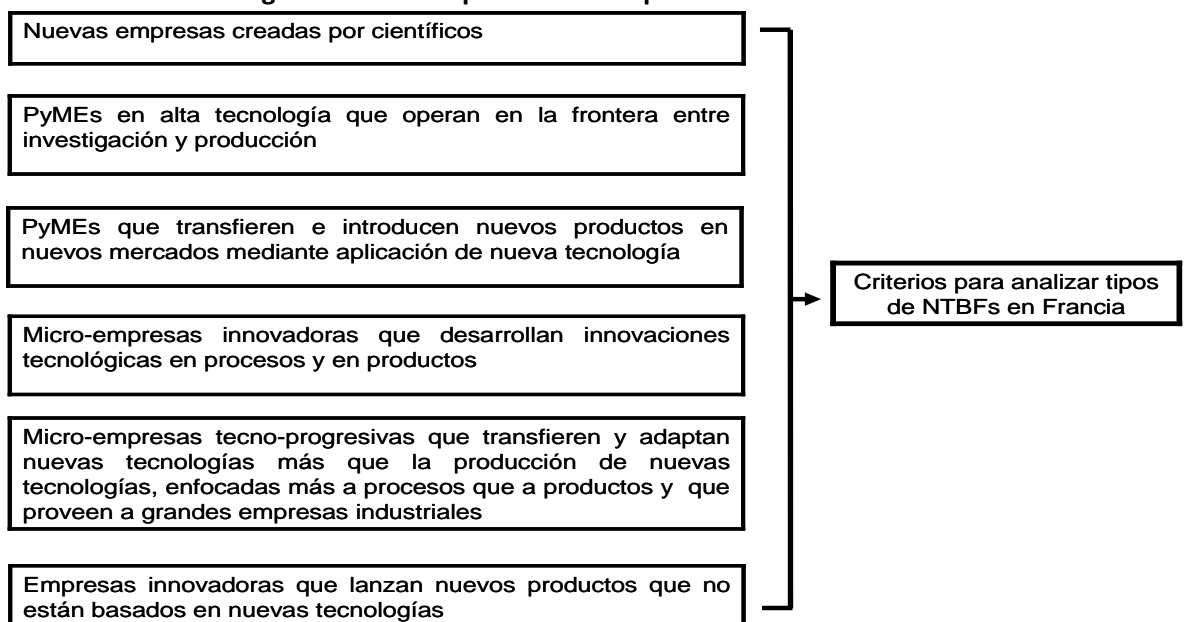 Nuevas empresas creadas por científicos
PyMEs en alta tecnología que operan en la frontera entre
investigación y producción
PyMEs que transfieren e introducen nuevos productos en
nuevos mercados mediante aplicación de nueva tecnología
Micro-empresas innovadoras que desarrollan innovaciones
tecnológicas en procesos y en productos
Micro-empresas tecno-progresivas que transfieren y adaptan
nuevas tecnologías más que la producción de nuevas
tecnologías, enfocadas más a procesos que a productos y que
proveen a grandes empresas industriales
Empresas innovadoras que lanzan nuevos productos que no
están basados en nuevas tecnologías
Criterios para analizar tipos
de NTBFs en Francia